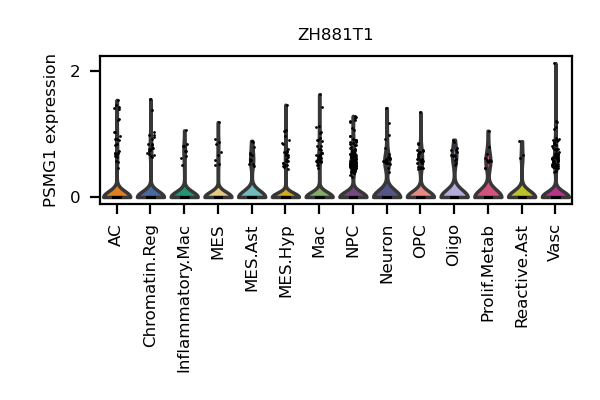 ZH881T1
PSMG1 expression
2
0
AC
Chromatin.Reg
Inflammatory.Mac
MES
MES.Ast
MES.Hyp
Mac
NPC
Neuron
OPC
Oligo
Prolif.Metab
Reactive.Ast
Vasc